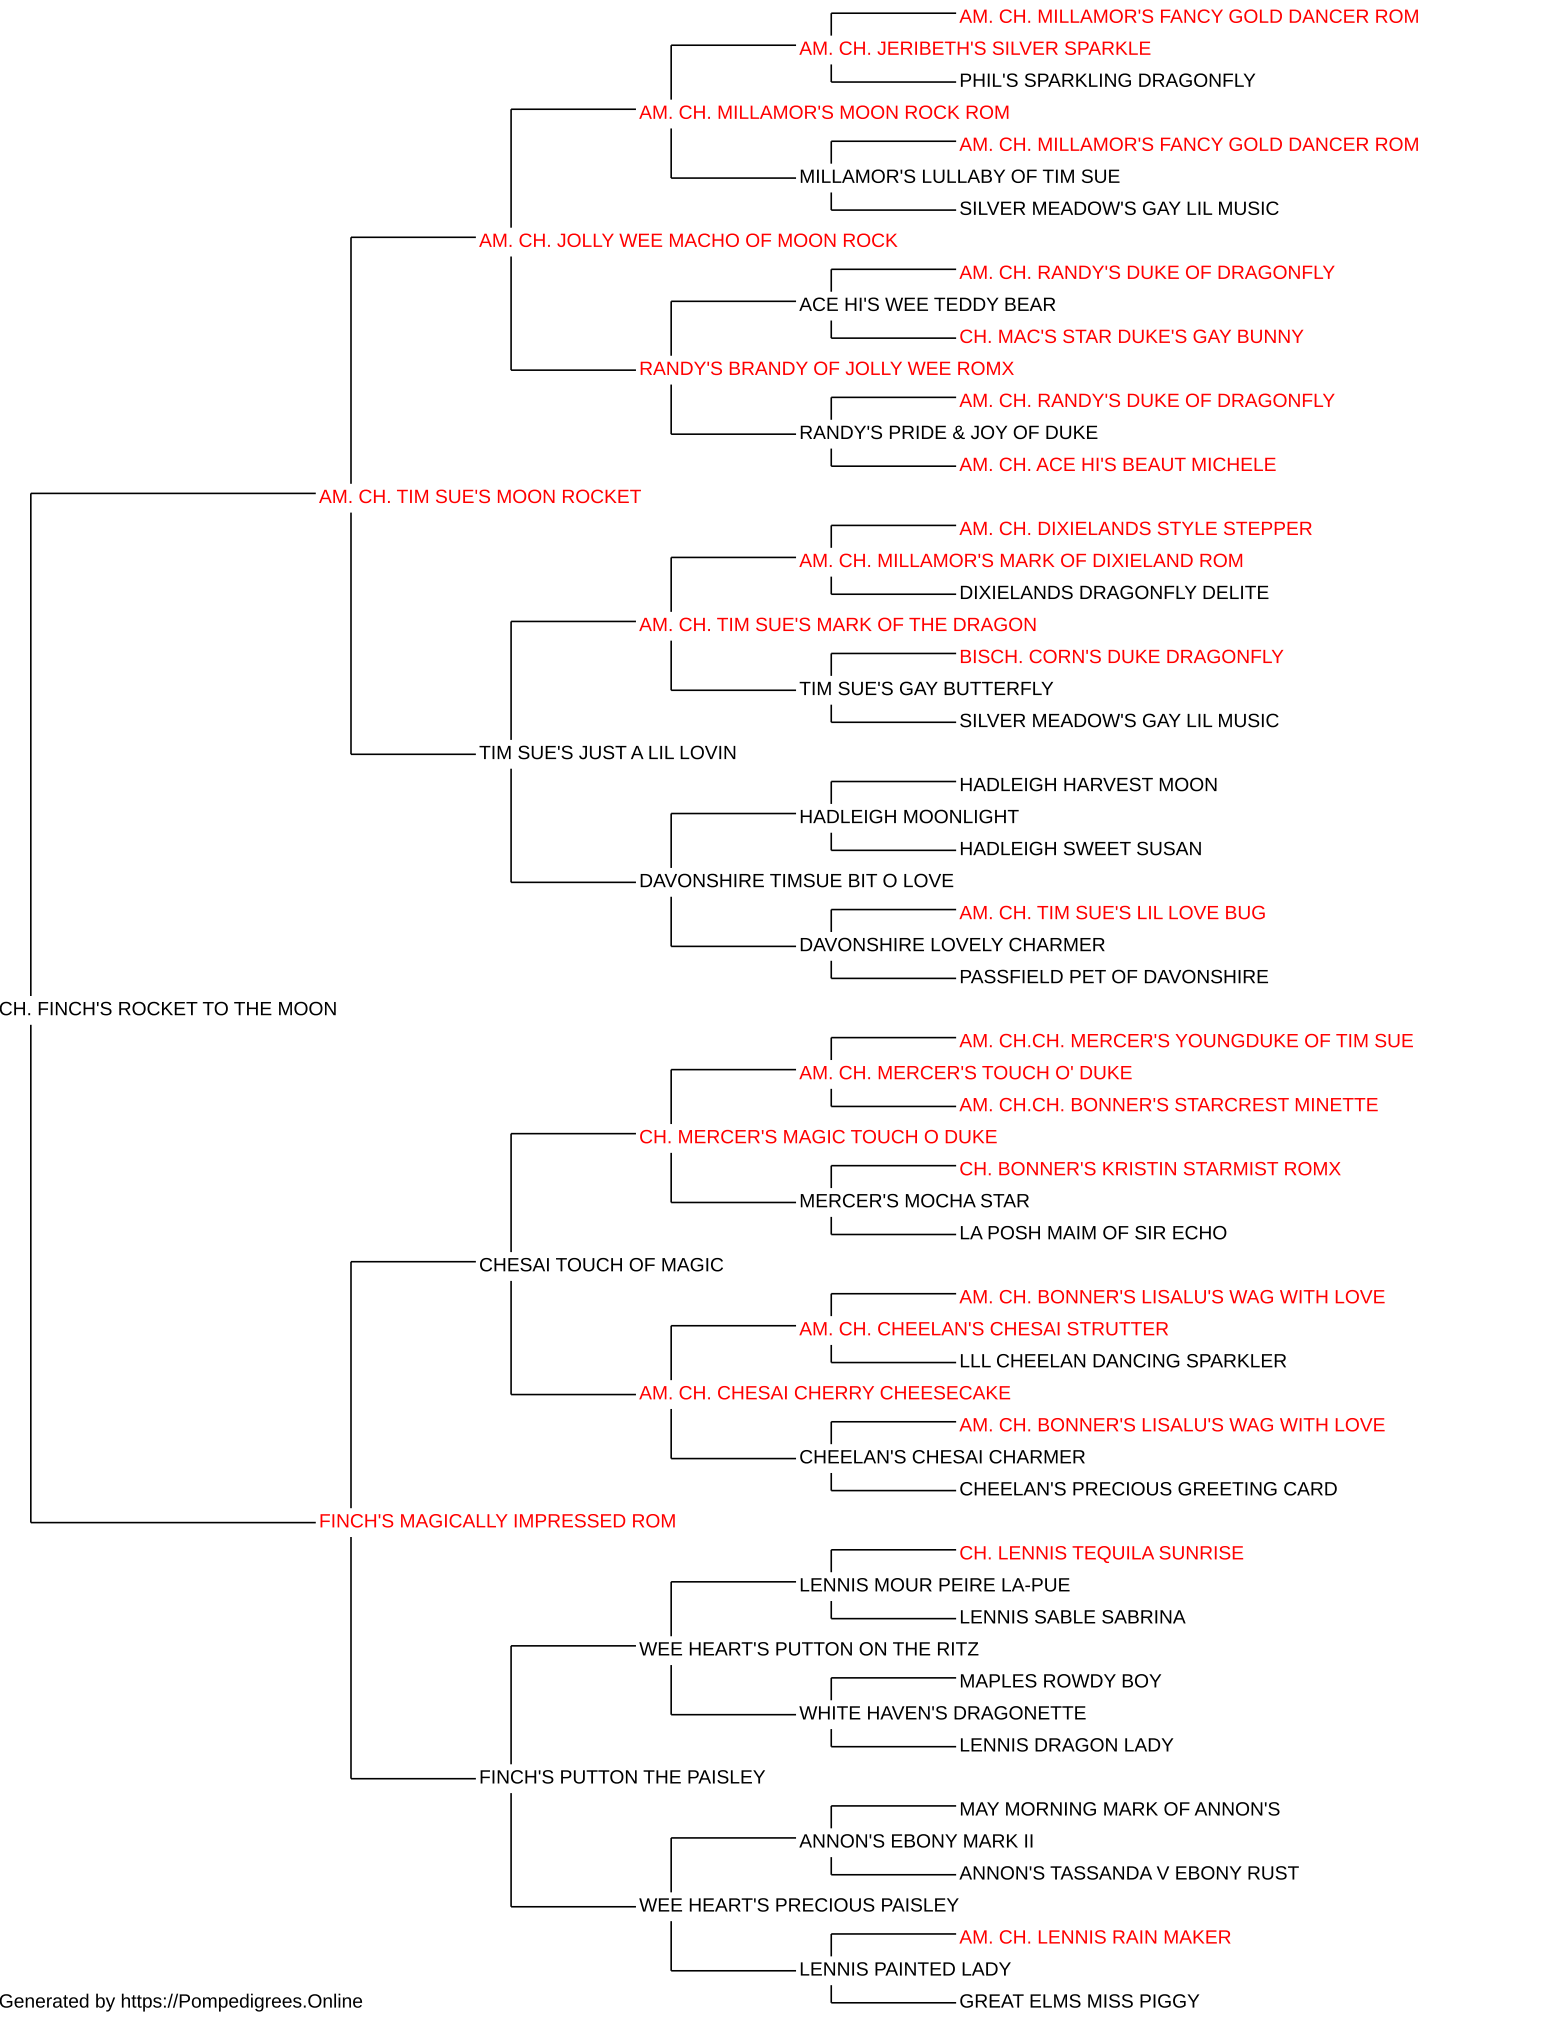 AM. CH. MILLAMOR'S FANCY GOLD DANCER ROM
AM. CH. JERIBETH'S SILVER SPARKLE
PHIL'S SPARKLING DRAGONFLY
AM. CH. MILLAMOR'S MOON ROCK ROM
AM. CH. MILLAMOR'S FANCY GOLD DANCER ROM
MILLAMOR'S LULLABY OF TIM SUE
SILVER MEADOW'S GAY LIL MUSIC
AM. CH. JOLLY WEE MACHO OF MOON ROCK
AM. CH. RANDY'S DUKE OF DRAGONFLY
ACE HI'S WEE TEDDY BEAR
CH. MAC'S STAR DUKE'S GAY BUNNY
RANDY'S BRANDY OF JOLLY WEE ROMX
AM. CH. RANDY'S DUKE OF DRAGONFLY
RANDY'S PRIDE & JOY OF DUKE
AM. CH. ACE HI'S BEAUT MICHELE
AM. CH. TIM SUE'S MOON ROCKET
AM. CH. DIXIELANDS STYLE STEPPER
AM. CH. MILLAMOR'S MARK OF DIXIELAND ROM
DIXIELANDS DRAGONFLY DELITE
AM. CH. TIM SUE'S MARK OF THE DRAGON
BISCH. CORN'S DUKE DRAGONFLY
TIM SUE'S GAY BUTTERFLY
SILVER MEADOW'S GAY LIL MUSIC
TIM SUE'S JUST A LIL LOVIN
HADLEIGH HARVEST MOON
HADLEIGH MOONLIGHT
HADLEIGH SWEET SUSAN
DAVONSHIRE TIMSUE BIT O LOVE
AM. CH. TIM SUE'S LIL LOVE BUG
DAVONSHIRE LOVELY CHARMER
PASSFIELD PET OF DAVONSHIRE
CH. FINCH'S ROCKET TO THE MOON
AM. CH.CH. MERCER'S YOUNGDUKE OF TIM SUE
AM. CH. MERCER'S TOUCH O' DUKE
AM. CH.CH. BONNER'S STARCREST MINETTE
CH. MERCER'S MAGIC TOUCH O DUKE
CH. BONNER'S KRISTIN STARMIST ROMX
MERCER'S MOCHA STAR
LA POSH MAIM OF SIR ECHO
CHESAI TOUCH OF MAGIC
AM. CH. BONNER'S LISALU'S WAG WITH LOVE
AM. CH. CHEELAN'S CHESAI STRUTTER
LLL CHEELAN DANCING SPARKLER
AM. CH. CHESAI CHERRY CHEESECAKE
AM. CH. BONNER'S LISALU'S WAG WITH LOVE
CHEELAN'S CHESAI CHARMER
CHEELAN'S PRECIOUS GREETING CARD
FINCH'S MAGICALLY IMPRESSED ROM
CH. LENNIS TEQUILA SUNRISE
LENNIS MOUR PEIRE LA-PUE
LENNIS SABLE SABRINA
WEE HEART'S PUTTON ON THE RITZ
MAPLES ROWDY BOY
WHITE HAVEN'S DRAGONETTE
LENNIS DRAGON LADY
FINCH'S PUTTON THE PAISLEY
MAY MORNING MARK OF ANNON'S
ANNON'S EBONY MARK II
ANNON'S TASSANDA V EBONY RUST
WEE HEART'S PRECIOUS PAISLEY
AM. CH. LENNIS RAIN MAKER
LENNIS PAINTED LADY
GREAT ELMS MISS PIGGY
Generated by https://Pompedigrees.Online